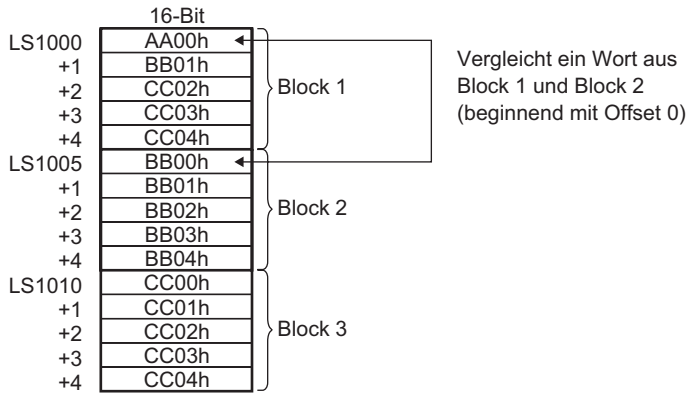 16-Bit
LS1000 AA00h
+1 BB01h
+2 CC02h Block 1
+3 CC03h
+4 CC04h
LS1005 BB00h
+1 BB01h
+2 BB02h Block 2
+3 BB03h
+4 BB04h
LS1010 CC00h
+1 CC01h
+2 CC02h Block 3
+3 CC03h
+4 CC04h
Vergleicht ein Wort aus
Block 1 und Block 2
(beginnend mit Offset 0)